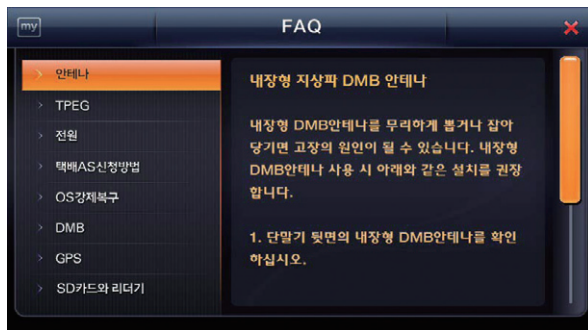 my
FAQ
안테나
TPEG
전원
택배AS신청방법
OS강제복구
DMB
GPS
SD카드와 리더기
내장형 지상파 DMB 안테나
내장형 DMB안테나를 무리하게 뽑거나 잡아
당기면 고장의 원인이 될 수 있습니다. 내장형
DMB안테나 사용 시 아래와 같은 설치를 권장
합니다.
1. 단말기 뒷면의 내장형 DMB안테나를 확인
하십시오.